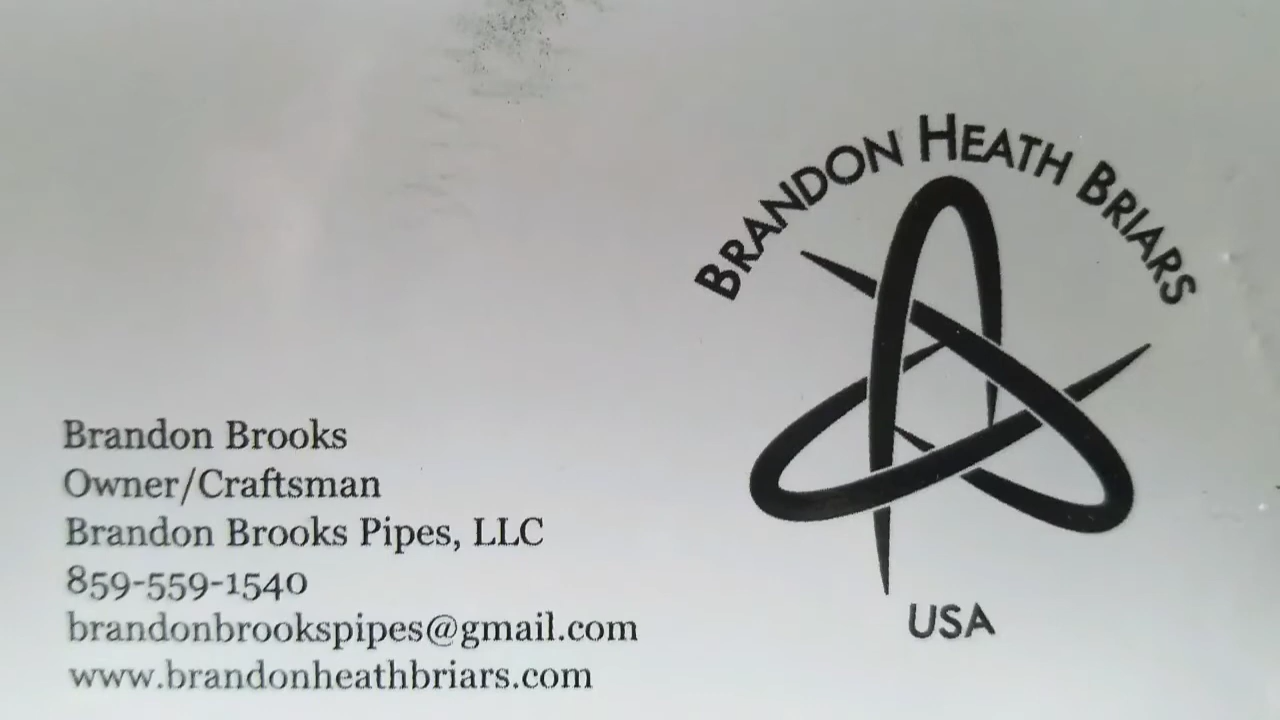 BRANDON HEATH BRIARS
USA
Brandon Brooks
Owner/Craftsman
Brandon Brooks Pipes, LLC
859-559-1540
brandonbrookspipes@gmail.com
www.brandonheathbriars.com